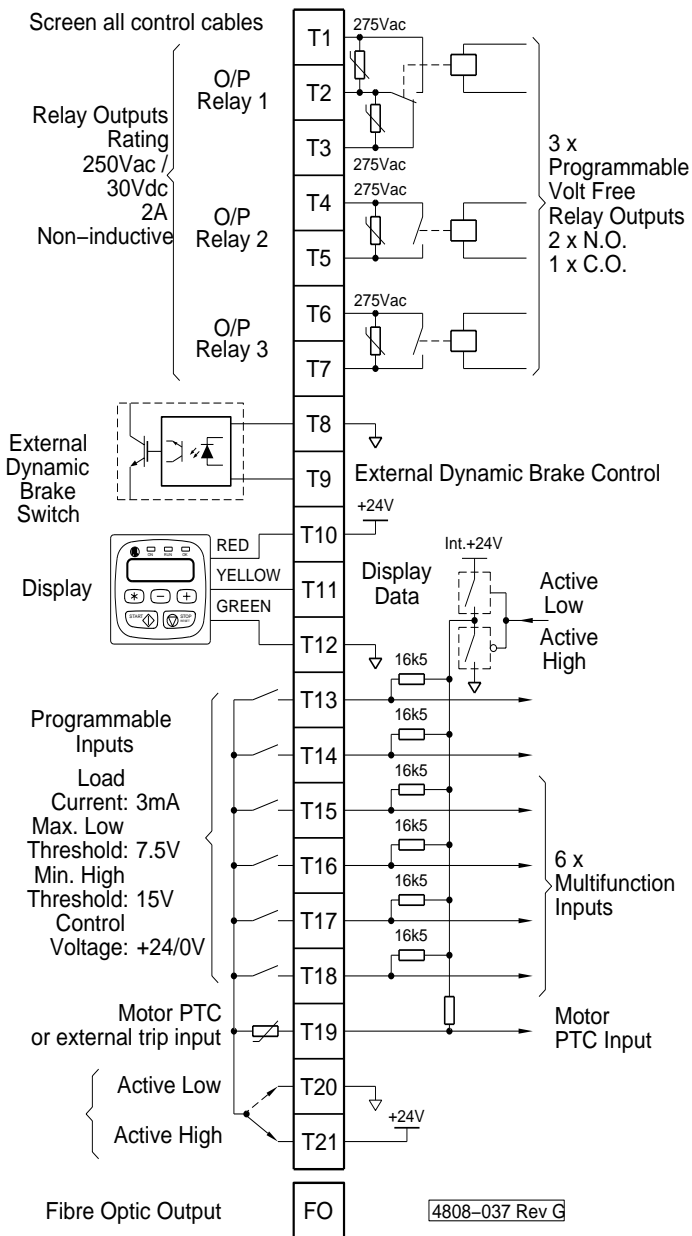 Screen all control cables
T1
275Vac
O/P
Relay 1
T2
Relay Outputs
Rating
250Vac /
30Vdc
2A
Non-inductive
T3
275Vac
3 x
Programmable
Volt Free
Relay Outputs
2 x N.O.
1 x C.O.
275Vac
T4
O/P
Relay 2
T5
275Vac
T6
O/P
Relay 3
T7
T8
External
Dynamic
Brake
Switch
T9
External Dynamic Brake Control
+24V
T10
RED
Display
ON RUN OK
YELLOW
T11
GREEN
START
STOP
T12
Display
Data
Int.+24V
Active
Low
Active
High
16k5
T13
Programmable
Inputs
16k5
T14
Load
Current: 3mA
Max. Low
Threshold: 7.5V
Min. High
Threshold: 15V
Control
Voltage: +24/0V
16k5
T15
16k5
T16
6 x
Multifunction
Inputs
16k5
T17
16k5
T18
Motor PTC
or external trip input
T19
Motor
PTC Input
Active Low
T20
+24V
Active High
T21
Fibre Optic Output
FO
4808-037 Rev G